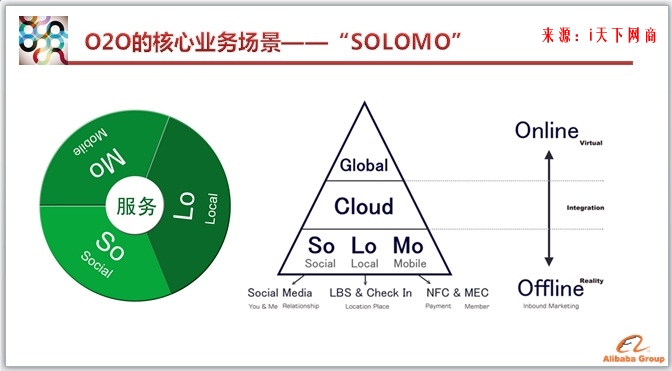 O2O的核心业务场景——“SOLOMO”
来源：i天下网商
Mo
Mobile
Lo
Local
So
Social
服务
Global
Cloud
So Lo Mo
Social Local Mobile
Social Media LBS & Check In NFC & MEC
You & Me Relationship Location Place Payment Member
Online
Virtual
Integration
Offline
Reality
Inbound Marketing
Alibaba Group